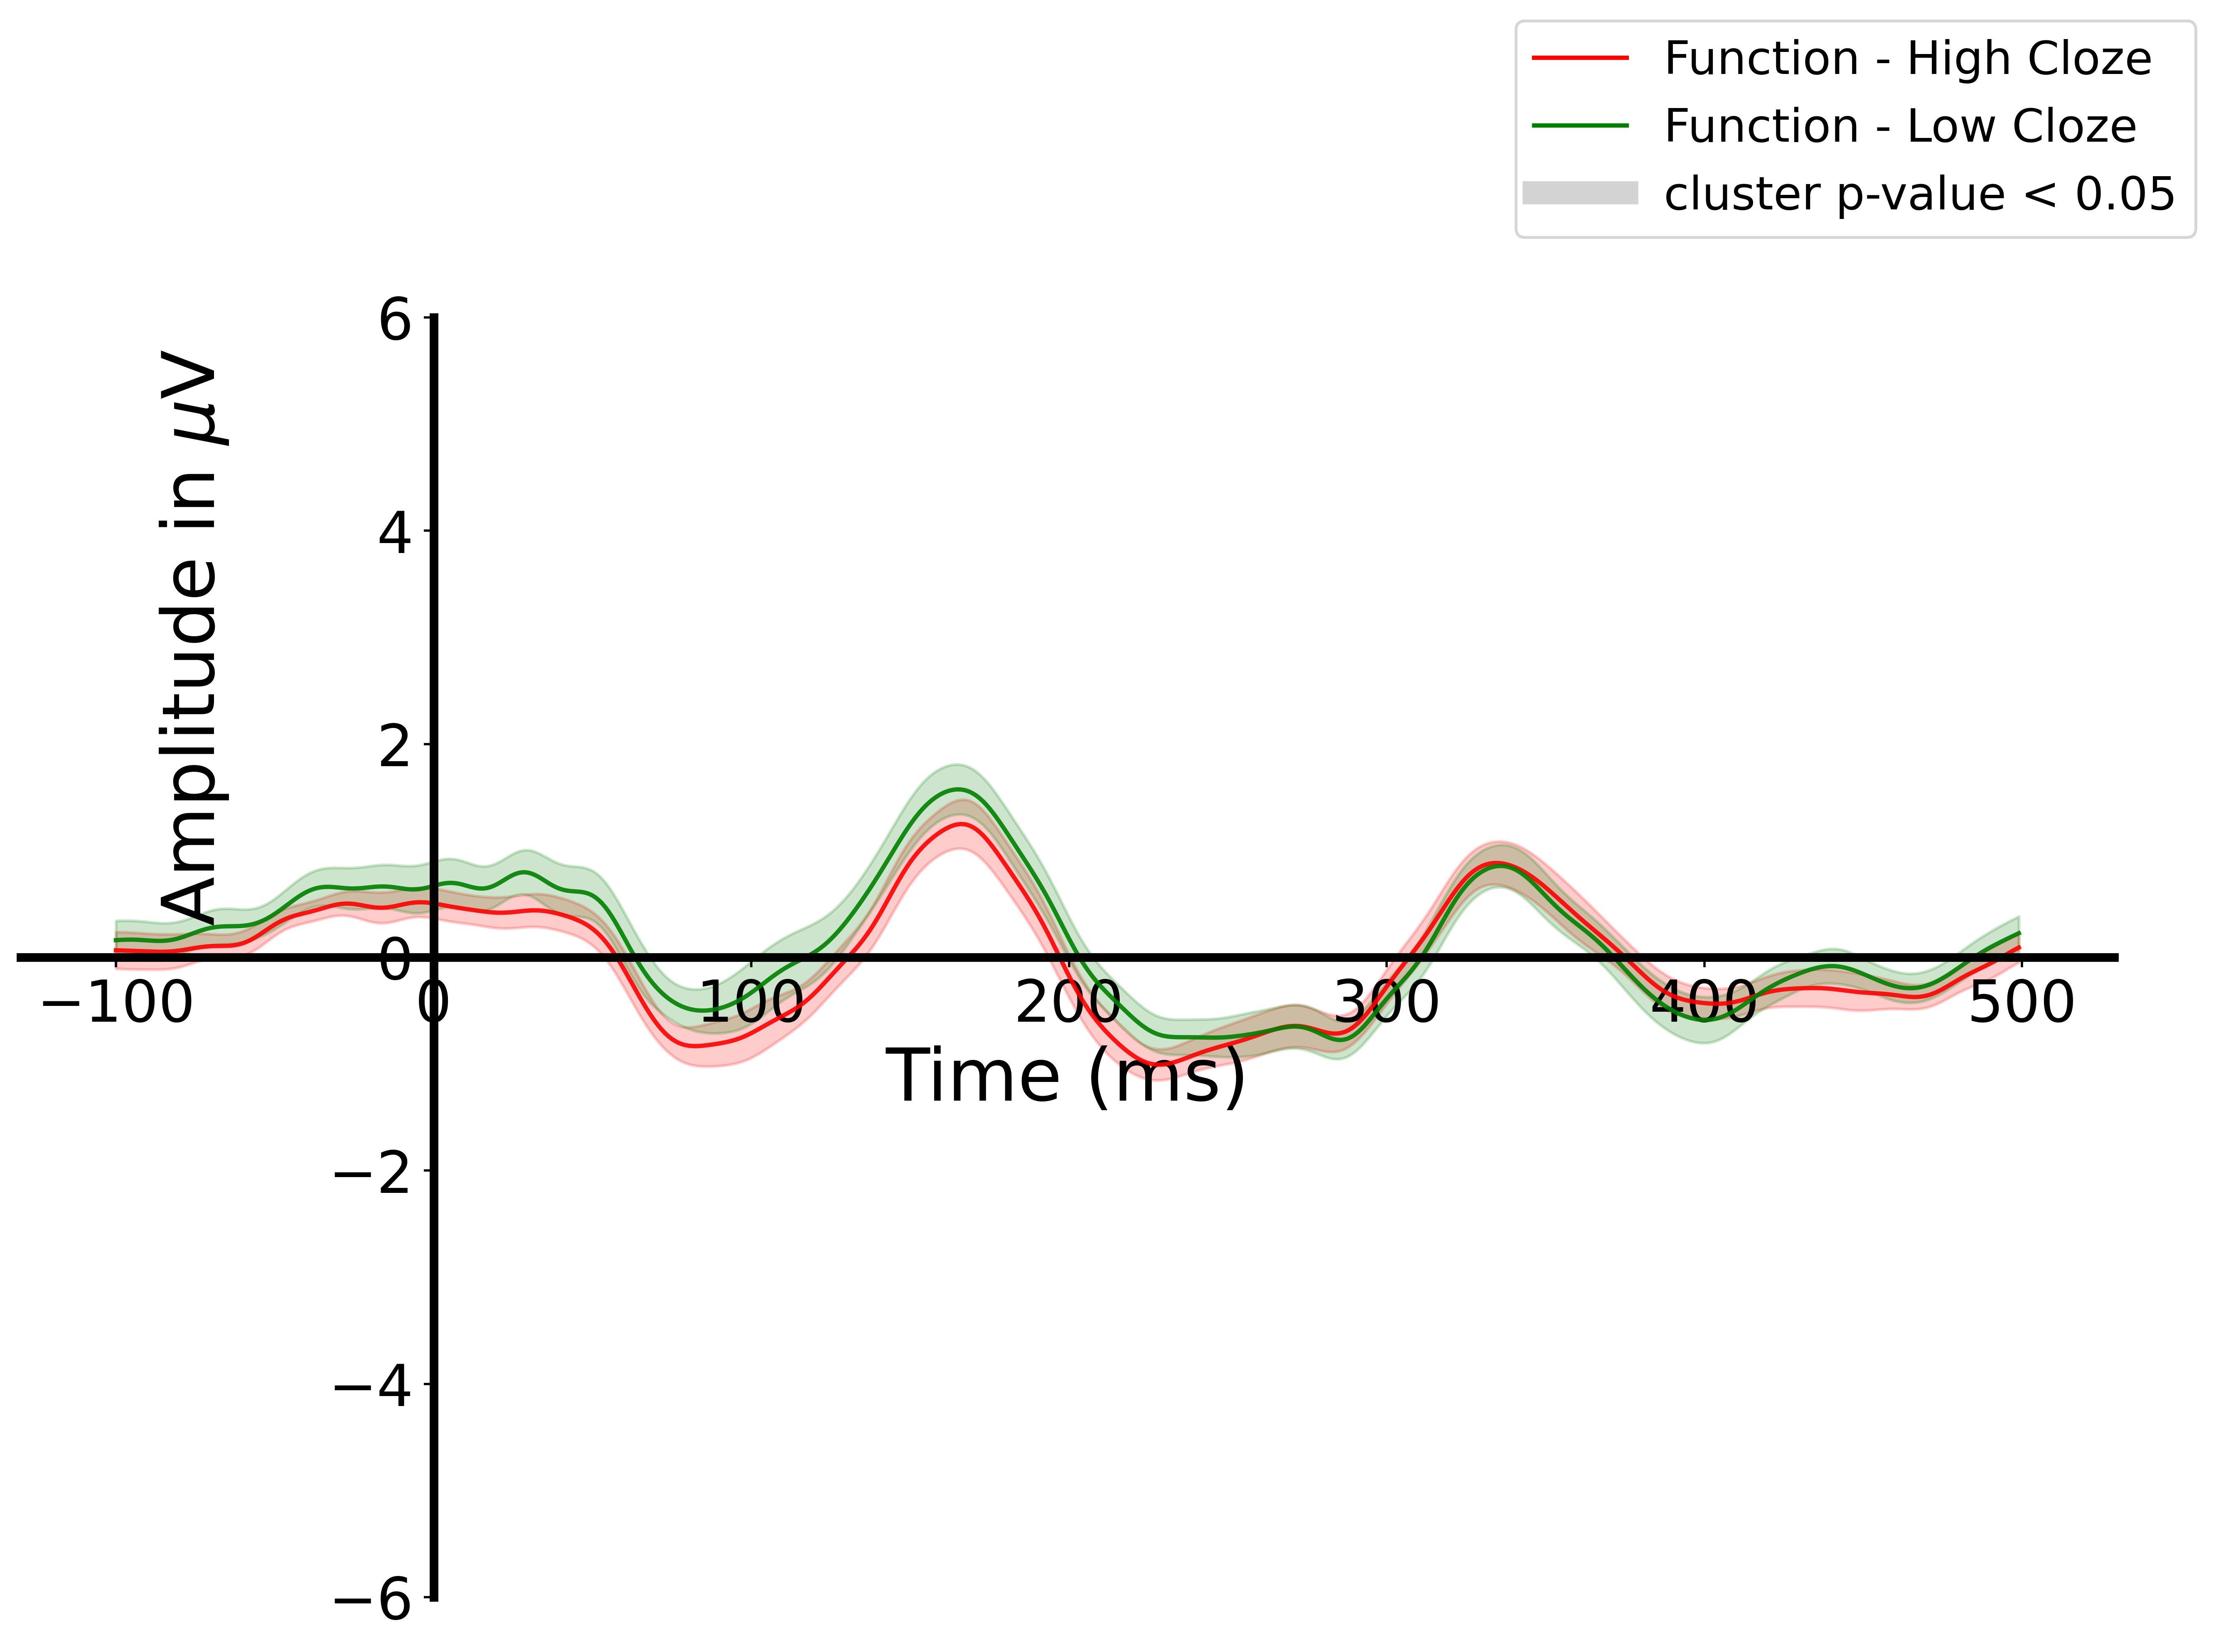 Function - High Cloze
Function - Low Cloze
cluster p-value < 0.05
Amplitude in µV
6
4
2
0
−2
−4
−6
−100 0 100 200 300 400 500
Time (ms)